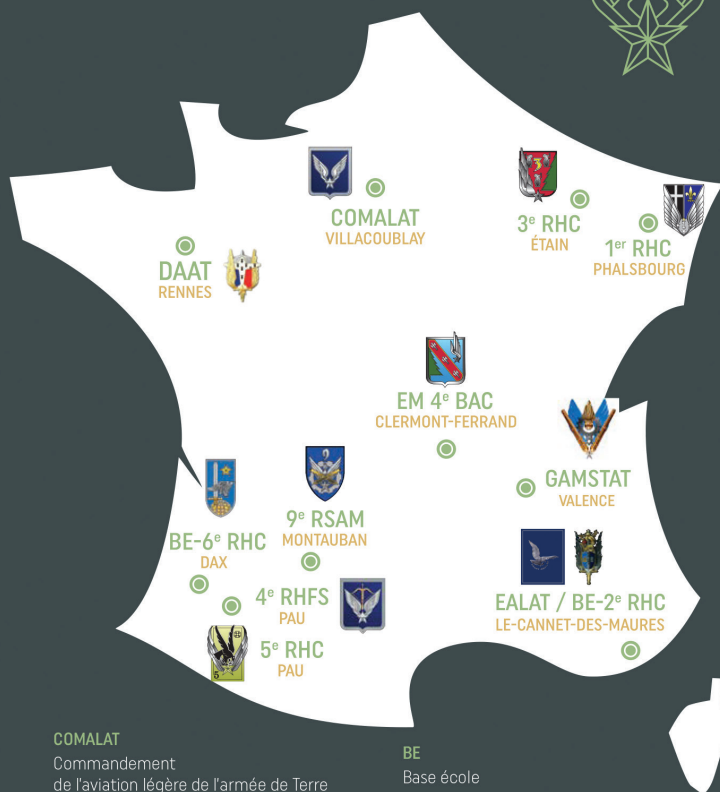 COMALAT
VILLACOUBLAY
3
3e RHC
ÉTAIN
1er RHC
PHALSBOURG
DAAT
RENNES
EM 4e BAC
CLERMONT-FERRAND
GAMSTAT
VALENCE
9e RSAM
MONTAUBAN
BE-6e RHC
DAX
4e RHFS
PAU
5e RHC
PAU
5
EALAT / BE-2e RHC
LE-CANNET-DES-MAURES
COMALAT
Commandement
de l'aviation légère de l'armée de Terre
BE
Base école